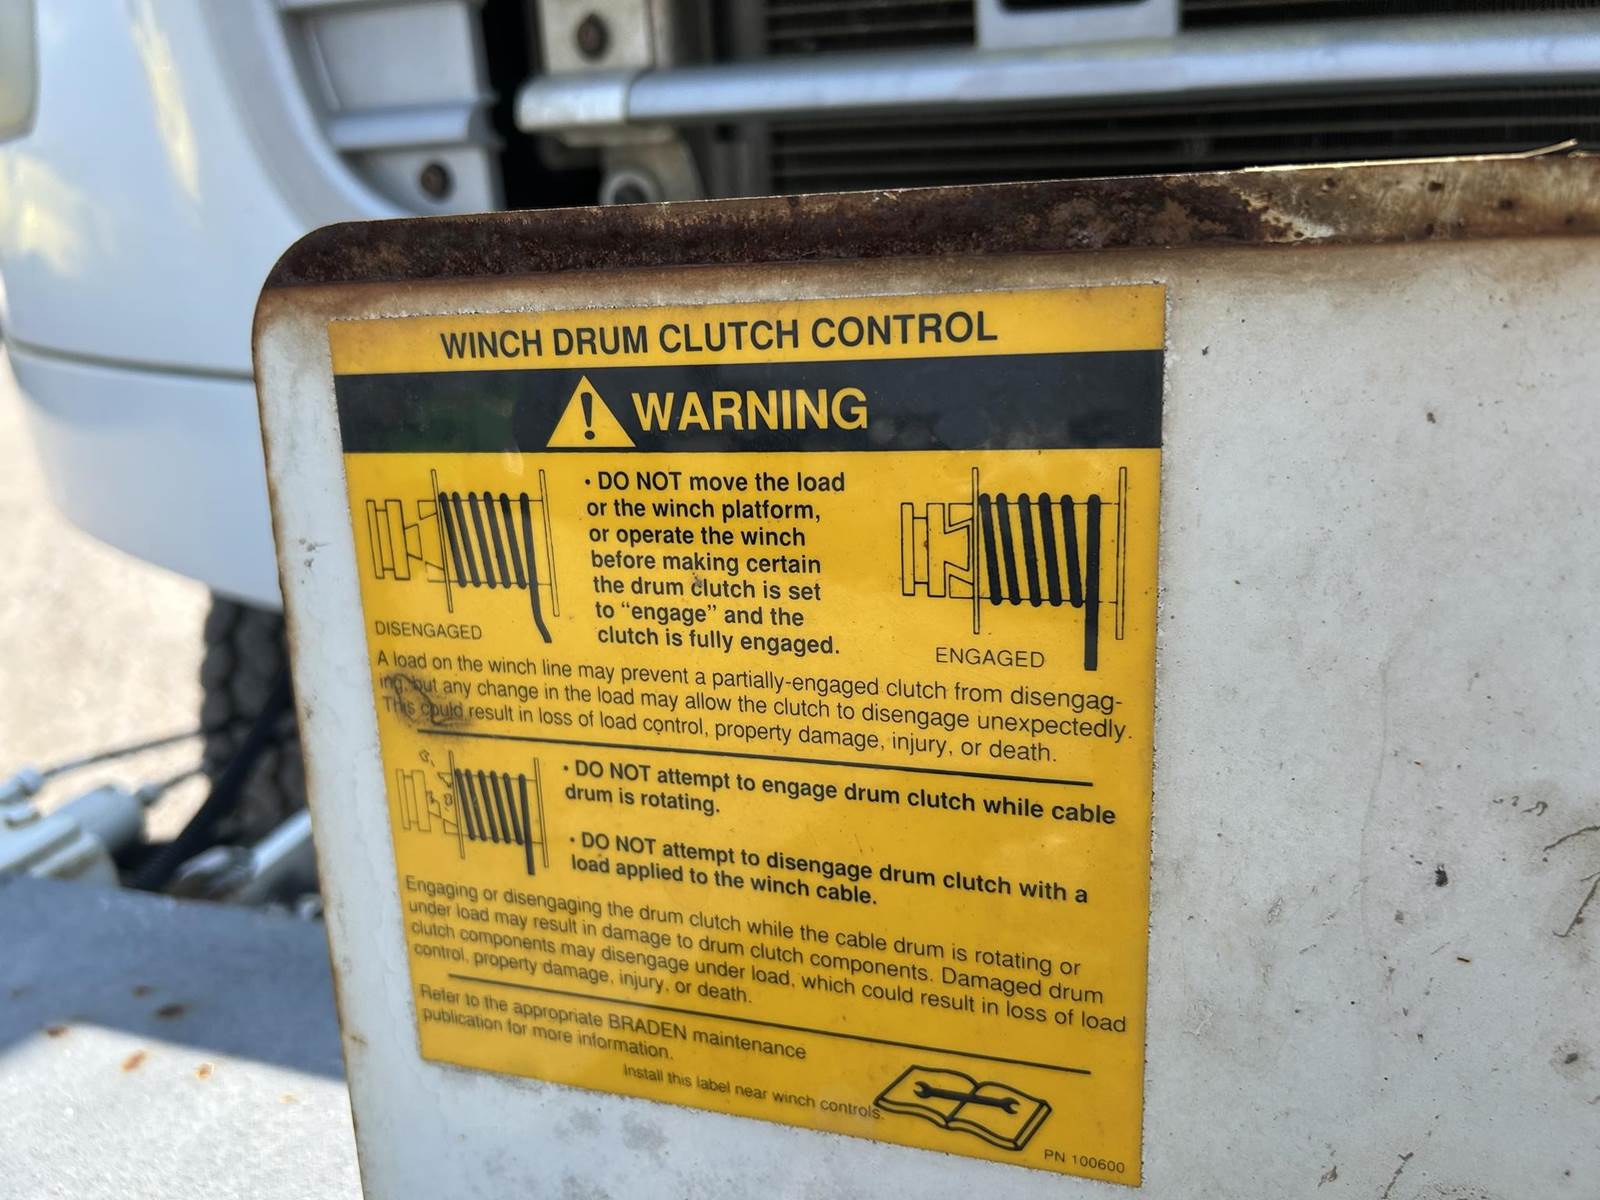 WINCH DRUM CLUTCH CONTROL
WARNING
• DO NOT move the load
or the winch platform,
or operate the winch
before making certain
the drum clutch is set
to “engage” and the
clutch is fully engaged.
DISENGAGED
ENGAGED
A load on the winch line may prevent a partially-engaged clutch from disengag-
ing, but any change in the load may allow the clutch to disengage unexpectedly.
This could result in loss of load control, property damage, injury, or death.
• DO NOT attempt to engage drum clutch while cable
drum is rotating.
• DO NOT attempt to disengage drum clutch with a
load applied to the winch cable.
Engaging or disengaging the drum clutch while the cable drum is rotating or
under load may result in damage to drum clutch components. Damaged drum
clutch components may disengage under load, which could result in loss of load
control, property damage, injury, or death.
Refer to the appropriate BRADEN maintenance
publication for more information.
Install this label near winch controls.
PN 100600